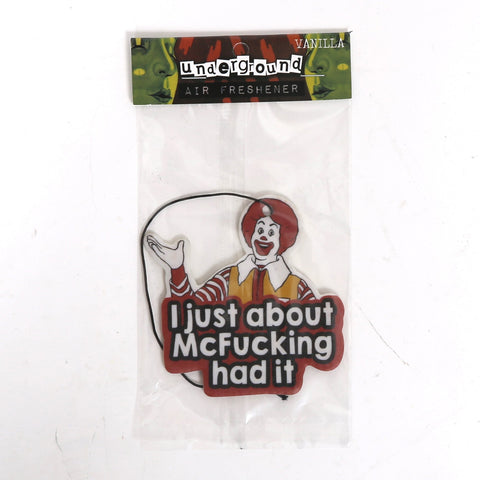 VANILLA
underground
AIR FRESHENER
I just about
McFucking
had it